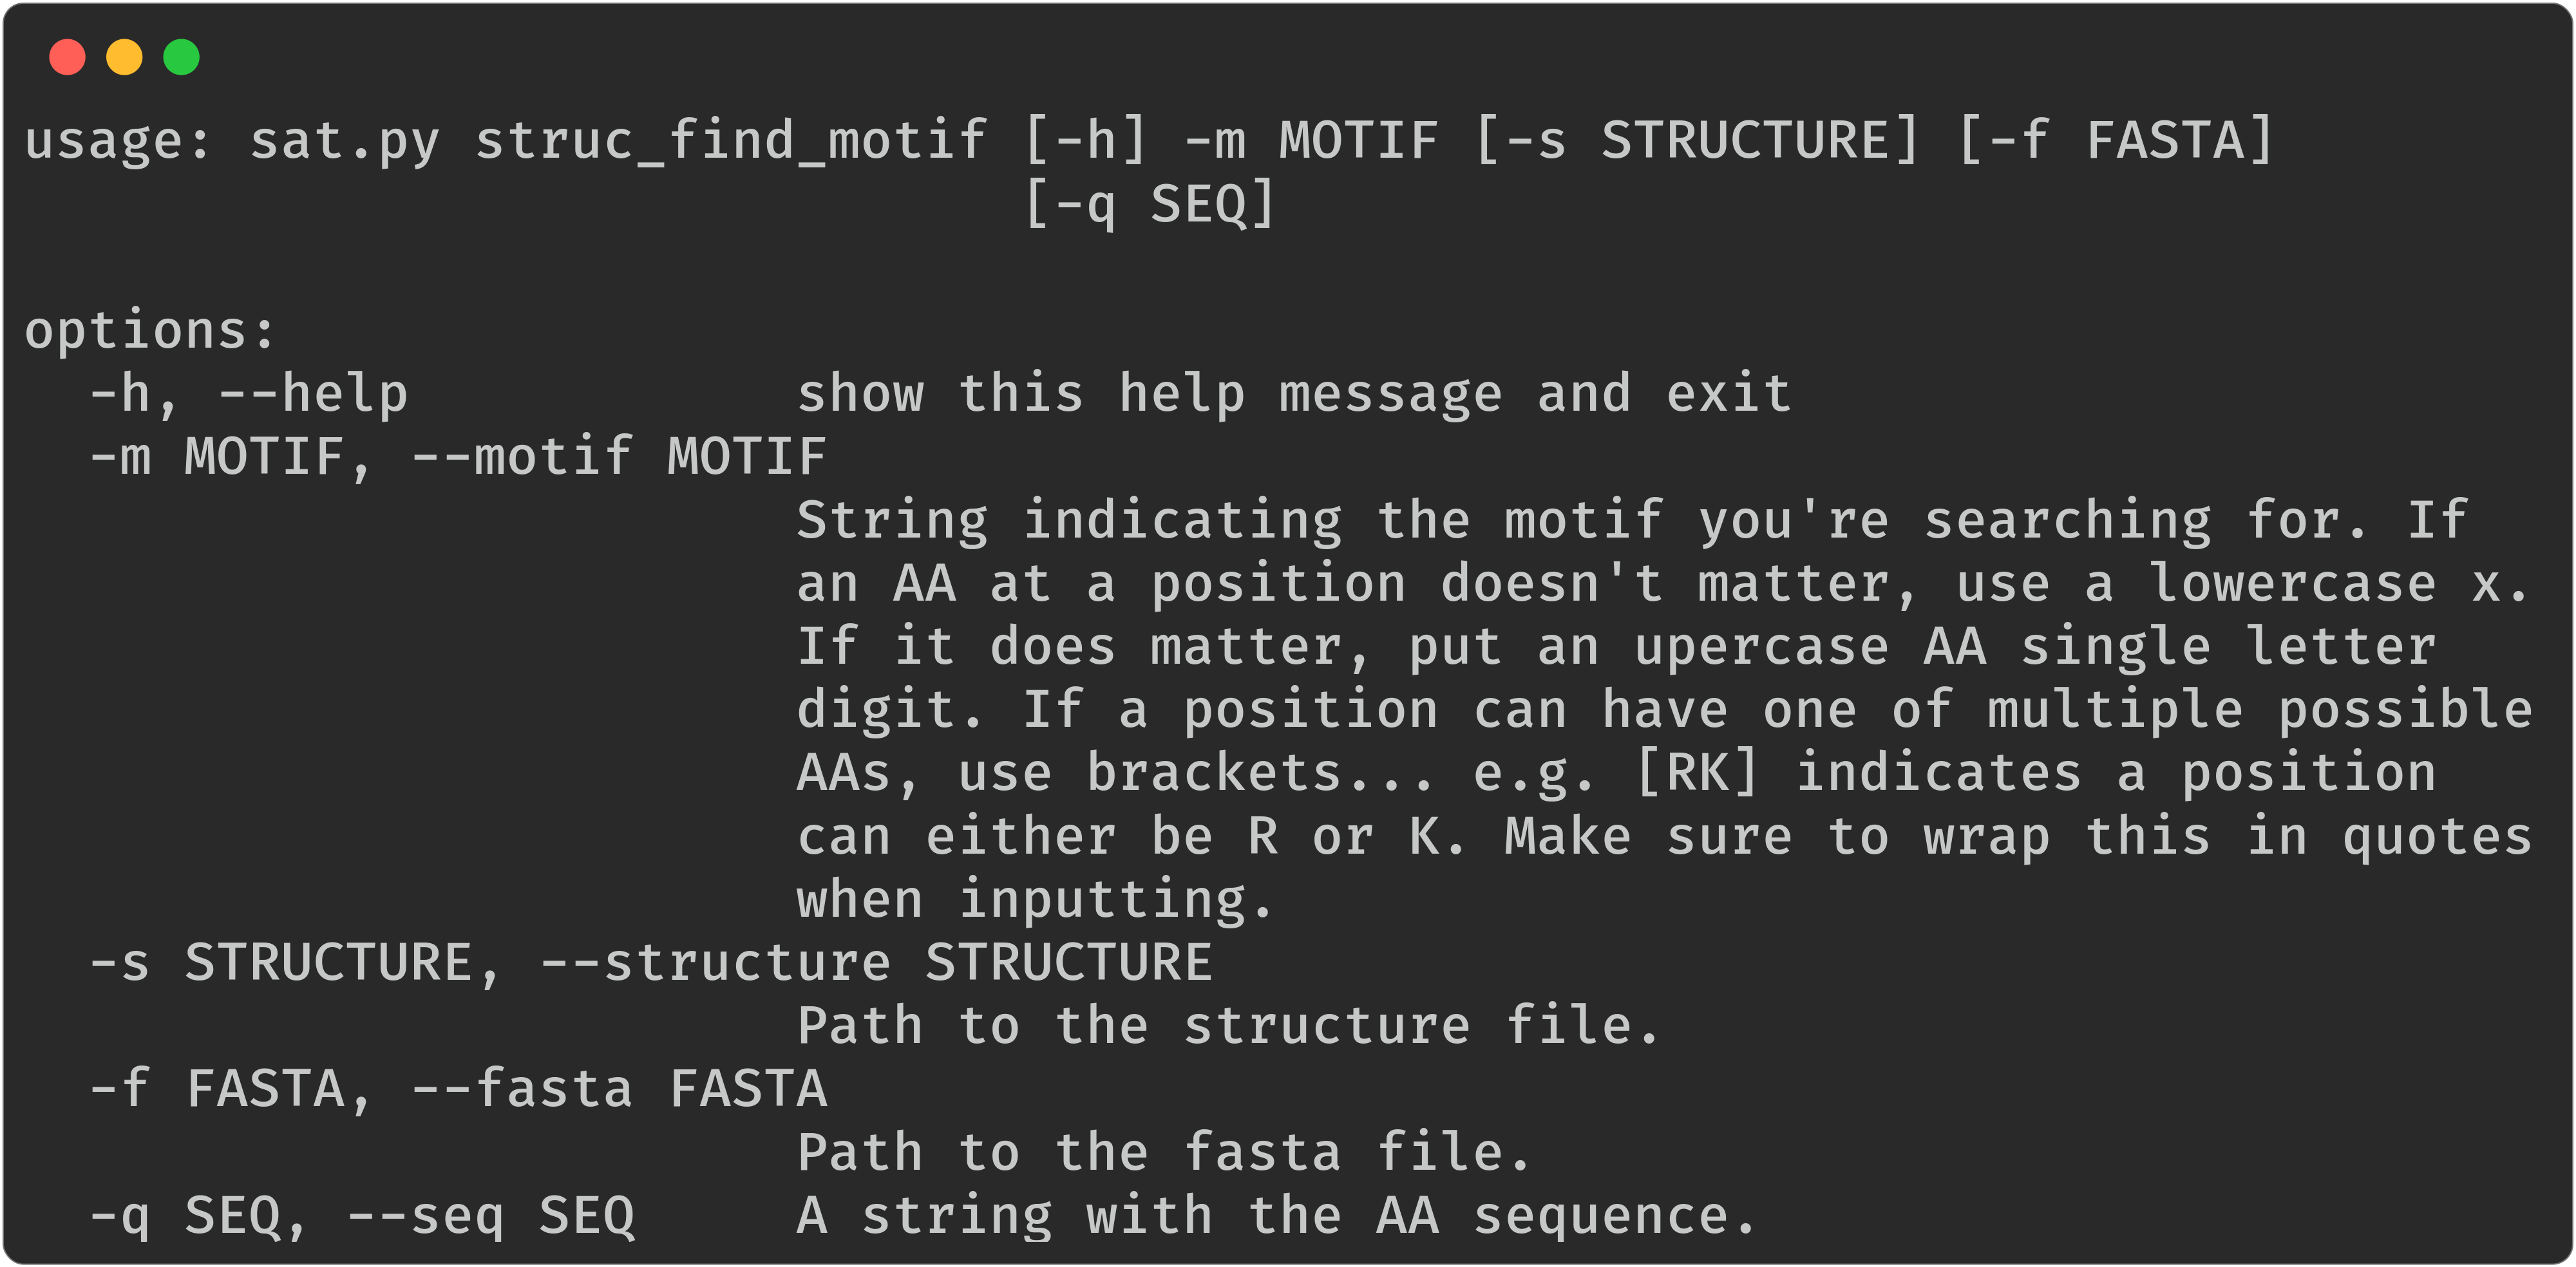 usage: sat.py struc_find_motif [-h] -m MOTIF [-s STRUCTURE] [-f FASTA]
[-q SEQ]
options:
-h, --help show this help message and exit
-m MOTIF, --motif MOTIF
String indicating the motif you're searching for. If
an AA at a position doesn't matter, use a lowercase x.
If it does matter, put an upercase AA single letter
digit. If a position can have one of multiple possible
AAs, use brackets... e.g. [RK] indicates a position
can either be R or K. Make sure to wrap this in quotes
when inputting.
-s STRUCTURE, --structure STRUCTURE
Path to the structure file.
-f FASTA, --fasta FASTA
Path to the fasta file.
-q SEQ, --seq SEQ A string with the AA sequence.